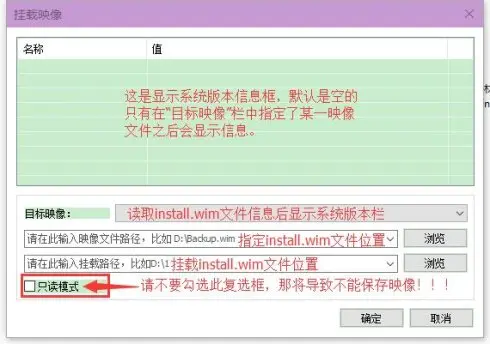 挂载映像
名称 值
这是显示系统版本信息框，默认是空的
只有在“目标映像”栏中指定了某一映像
文件之后会显示信息。
目标映像： 读取install.wim文件信息后显示系统版本栏
请在此输入映像文件路径，比如 D:\Backup.wim 指定install.wim文件位置 浏览
请在此输入挂载路径，比如D:\1 挂载install.wim文件位置 浏览
只读模式 请不要勾选此复选框，那将导致不能保存映像！！！
确定 取消